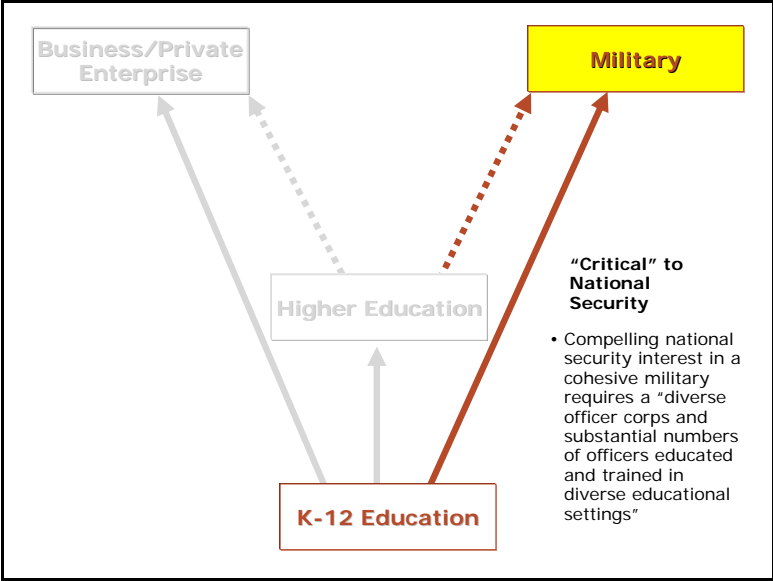 Business/Private
Enterprise
Military
Higher Education
K-12 Education
“Critical” to
National
Security
• Compelling national
security interest in a
cohesive military
requires a “diverse
officer corps and
substantial numbers
of officers educated
and trained in
diverse educational
settings”